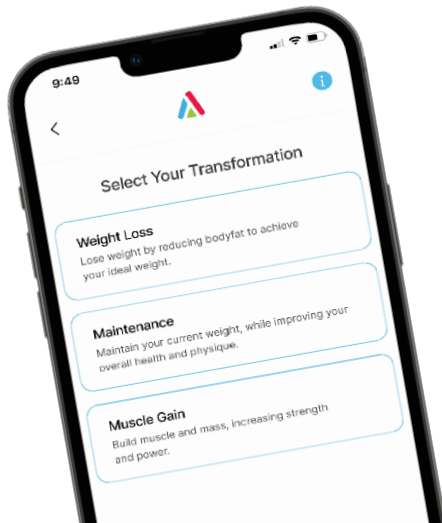 9:49
Select Your Transformation
Weight Loss
Lose weight by reducing bodyfat to achieve
your ideal weight.
Maintenance
Maintain your current weight, while improving your
overall health and physique.
Muscle Gain
Build muscle and mass, increasing strength
and power.